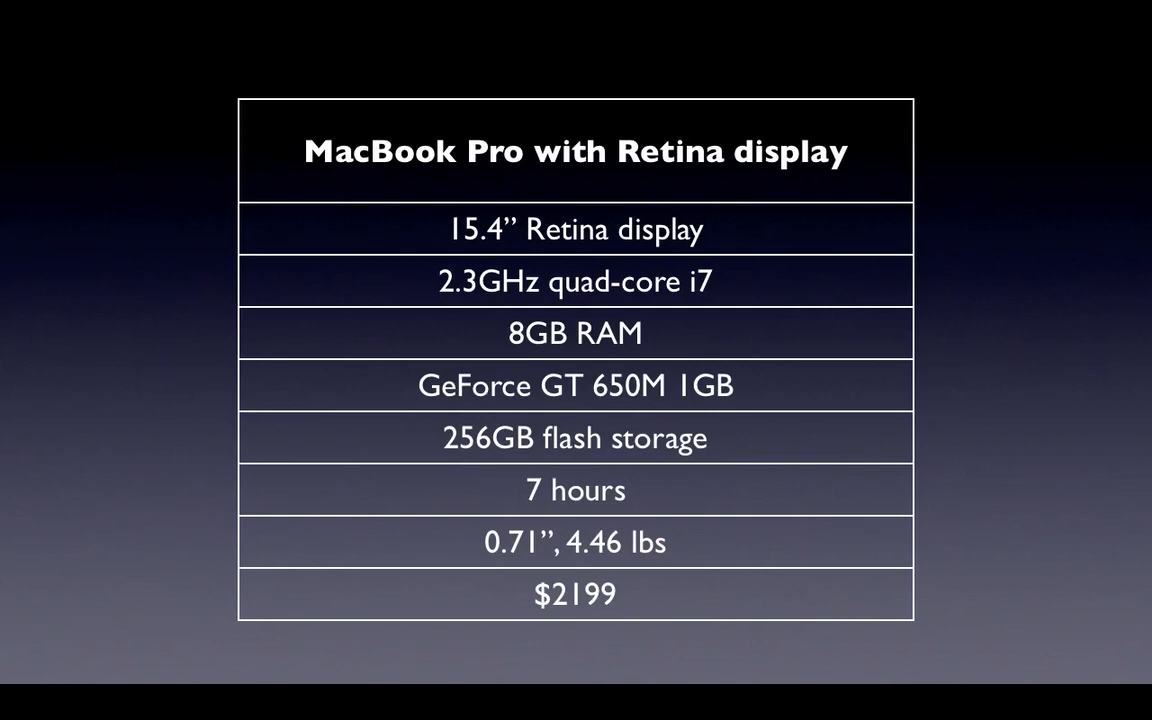 MacBook Pro with Retina display
15.4” Retina display
2.3GHz quad-core i7
8GB RAM
GeForce GT 650M 1GB
256GB flash storage
7 hours
0.71”, 4.46 lbs
$2199